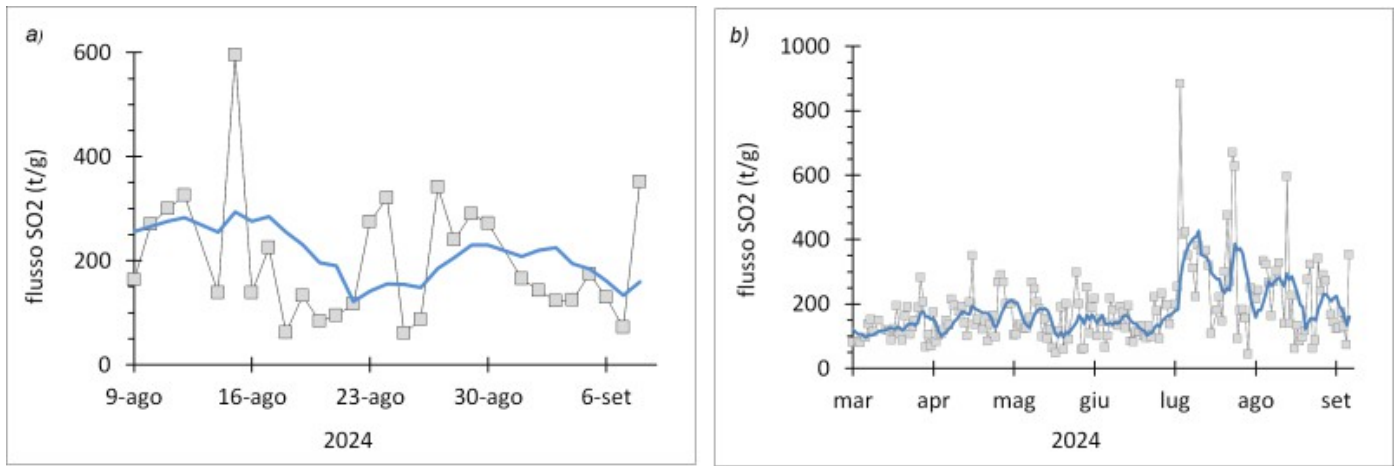 a)
600
400
200
0
flusso SO2 (t/g)
9-ago 16-ago 23-ago 30-ago 6-set
2024
b)
1000
800
600
400
200
0
flusso SO2 (t/g)
mar apr mag giu lug ago set
2024